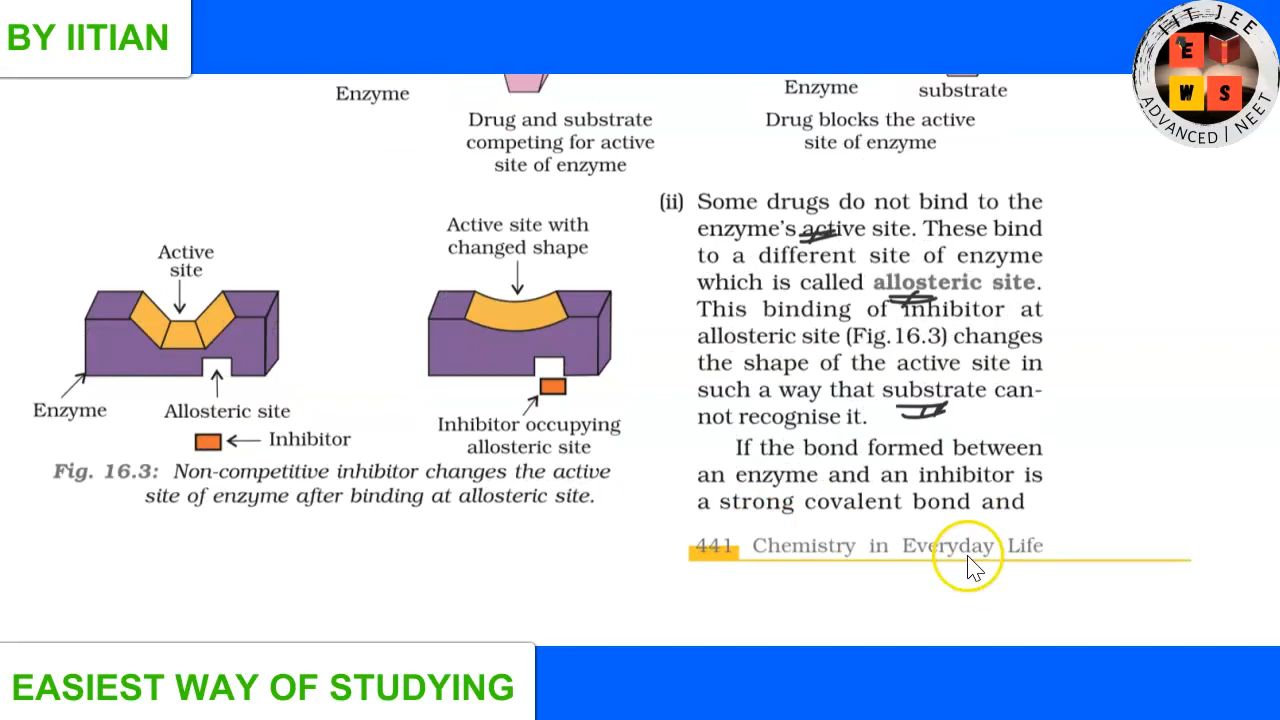 BY IITIAN
IIT JEE
E
W
S
ADVANCED | NEET
Enzyme
Drug and substrate
competing for active
site of enzyme
Enzyme
substrate
Drug blocks the active
site of enzyme
Active
site
Enzyme
Allosteric site
Inhibitor
Active site with
changed shape
Inhibitor occupying
allosteric site
Fig. 16.3: Non-competitive inhibitor changes the active
site of enzyme after binding at allosteric site.
(ii) Some drugs do not bind to the
enzyme's active site. These bind
to a different site of enzyme
which is called allosteric site.
This binding of inhibitor at
allosteric site (Fig.16.3) changes
the shape of the active site in
such a way that substrate can-
not recognise it.
If the bond formed between
an enzyme and an inhibitor is
a strong covalent bond and
441 Chemistry in Everyday Life
EASIEST WAY OF STUDYING